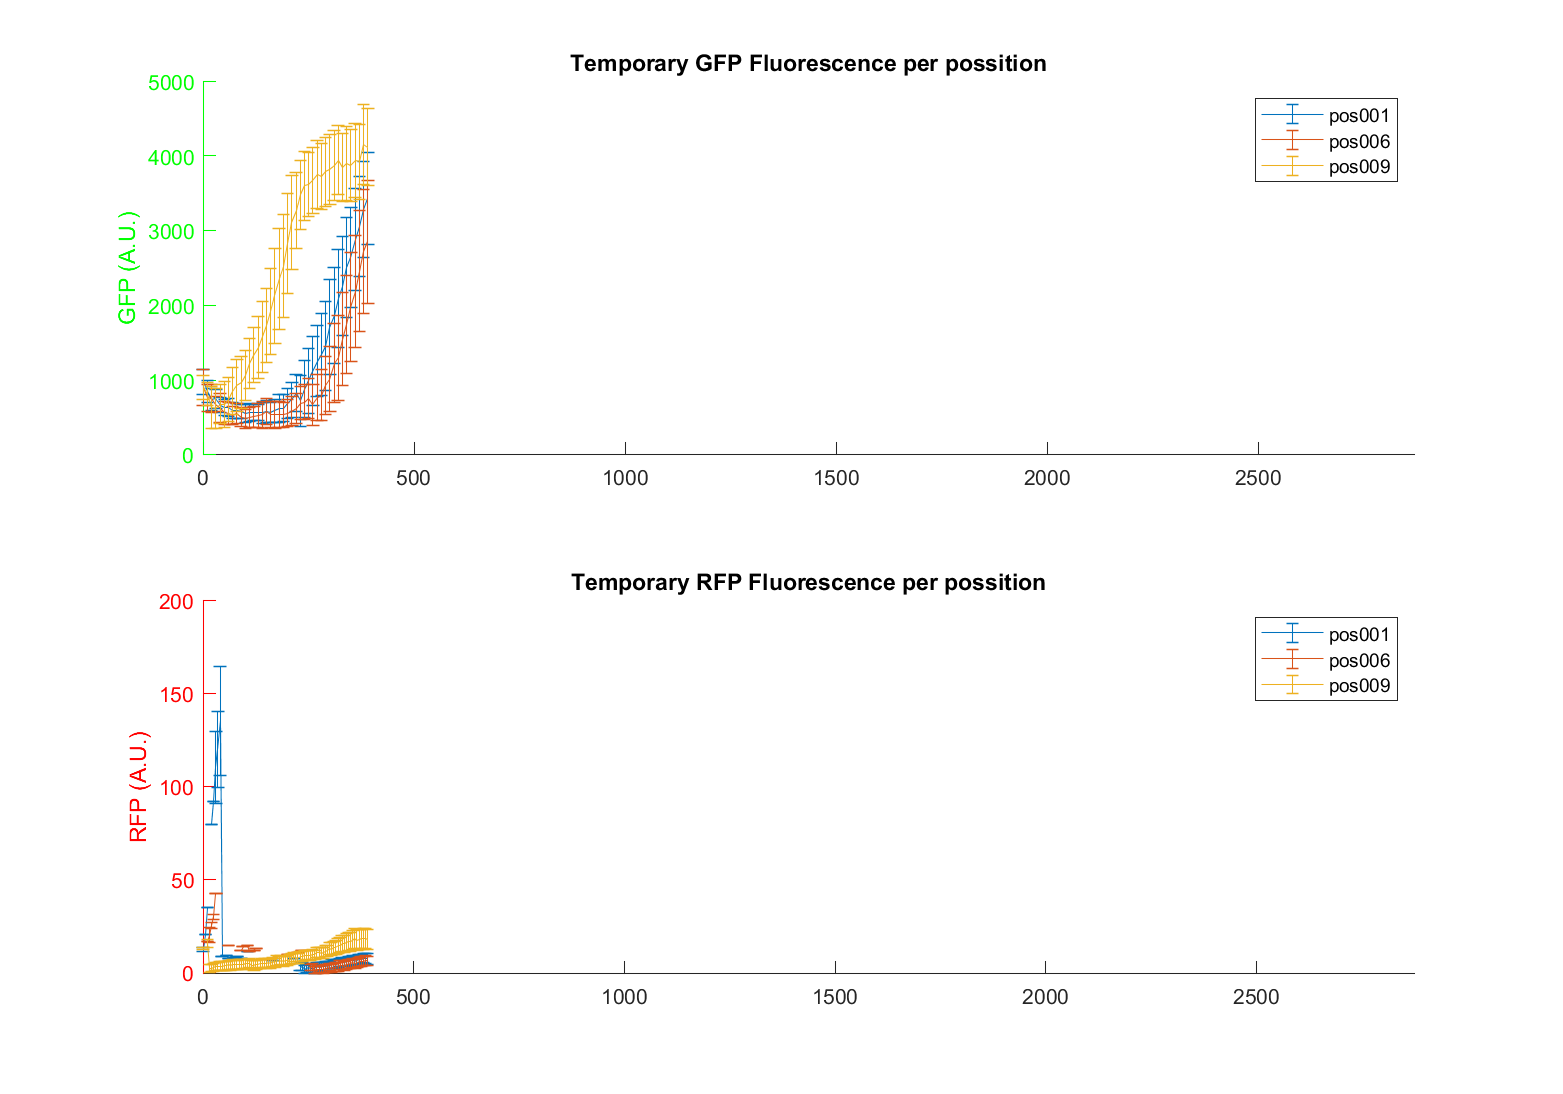 Temporary GFP Fluorescence per possition
5000
4000
3000
2000
1000
0
GFP (A.U.)
0 500 1000 1500 2000 2500
pos001
pos006
pos009
Temporary RFP Fluorescence per possition
200
150
100
50
0
RFP (A.U.)
0 500 1000 1500 2000 2500
pos001
pos006
pos009